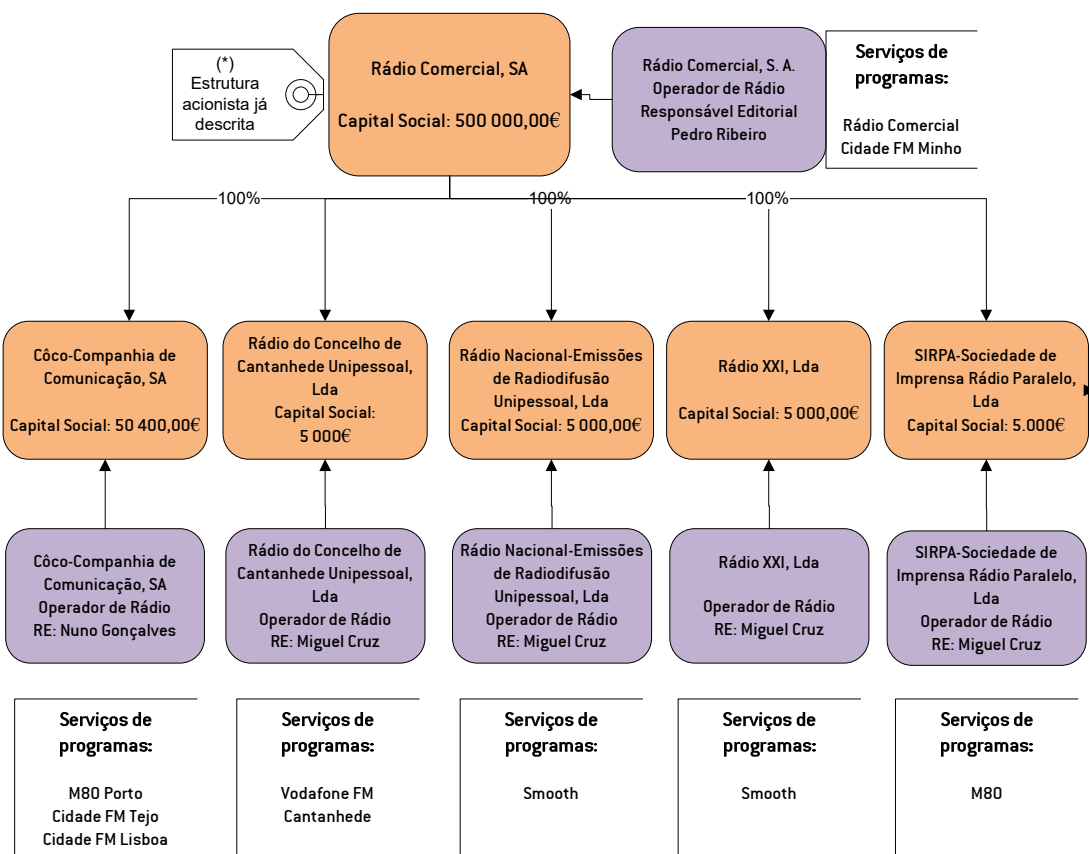 (*)
Estrutura
acionista já
descrita
Rádio Comercial, SA
Capital Social: 500 000,00€
Rádio Comercial, S. A.
Operador de Rádio
Responsável Editorial
Pedro Ribeiro
Serviços de
programas:
Rádio Comercial
Cidade FM Minho
100%
100%
100%
Côco-Companhia de
Comunicação, SA
Capital Social: 50 400,00€
Rádio do Concelho de
Cantanhede Unipessoal,
Lda
Capital Social:
5 000€
Rádio Nacional-Emissões
de Radiodifusão
Unipessoal, Lda
Capital Social: 5 000,00€
Rádio XXI, Lda
Capital Social: 5 000,00€
SIRPA-Sociedade de
Imprensa Rádio Paralelo,
Lda
Capital Social: 5.000€
Côco-Companhia de
Comunicação, SA
Operador de Rádio
RE: Nuno Gonçalves
Rádio do Concelho de
Cantanhede Unipessoal,
Lda
Operador de Rádio
RE: Miguel Cruz
Rádio Nacional-Emissões
de Radiodifusão
Unipessoal, Lda
Operador de Rádio
RE: Miguel Cruz
Rádio XXI, Lda
Operador de Rádio
RE: Miguel Cruz
SIRPA-Sociedade de
Imprensa Rádio Paralelo,
Lda
Operador de Rádio
RE: Miguel Cruz
Serviços de
programas:
M80 Porto
Cidade FM Tejo
Cidade FM Lisboa
Serviços de
programas:
Vodafone FM
Cantanhede
Serviços de
programas:
Smooth
Serviços de
programas:
Smooth
Serviços de
programas:
M80